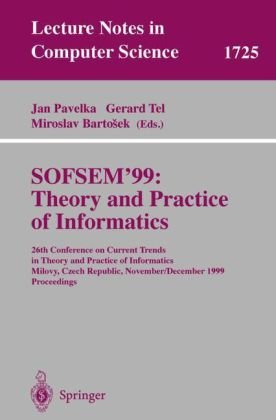 Lecture Notes in
Computer Science 1725
Jan Pavelka Gerard Tel
Miroslav Bartošek (Eds.)
SOFSEM'99:
Theory and Practice
of Informatics
26th Conference on Current Trends
in Theory and Practice of Informatics
Milovy, Czech Republic, November/December 1999
Proceedings
Springer